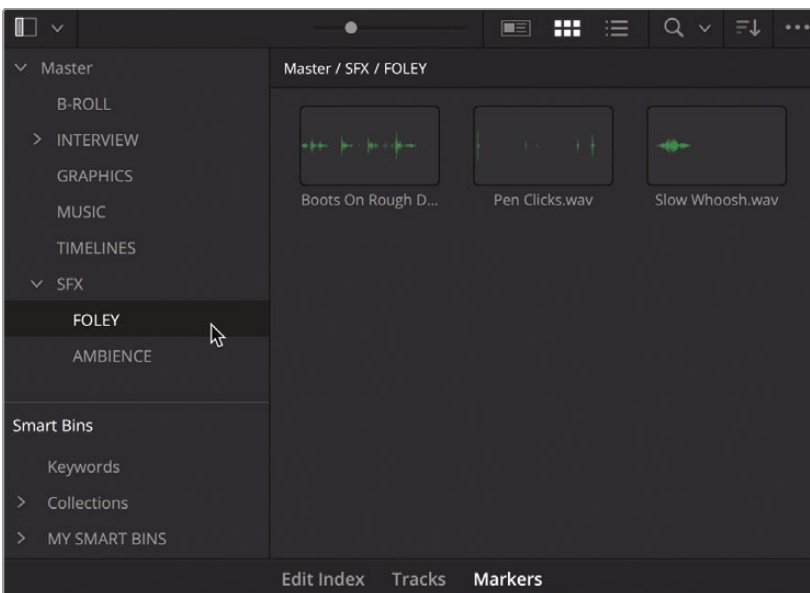 Master
B-ROLL
INTERVIEW
GRAPHICS
MUSIC
TIMELINES
SFX
FOLEY
AMBIENCE
Smart Bins
Keywords
Collections
MY SMART BINS
Master / SFX / FOLEY
Boots On Rough D...
Pen Clicks.wav
Slow Whoosh.wav
Edit Index
Tracks
Markers